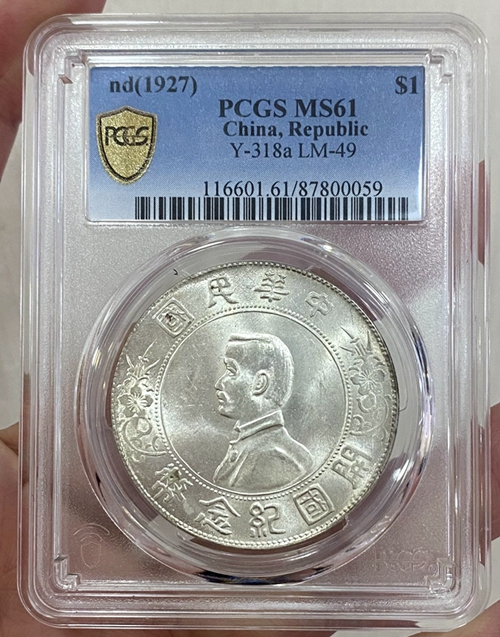 nd(1927) $1
PCGS MS61
China, Republic
Y-318a LM-49
PCGS
116601.61/87800059
中華民國
開國紀念幣